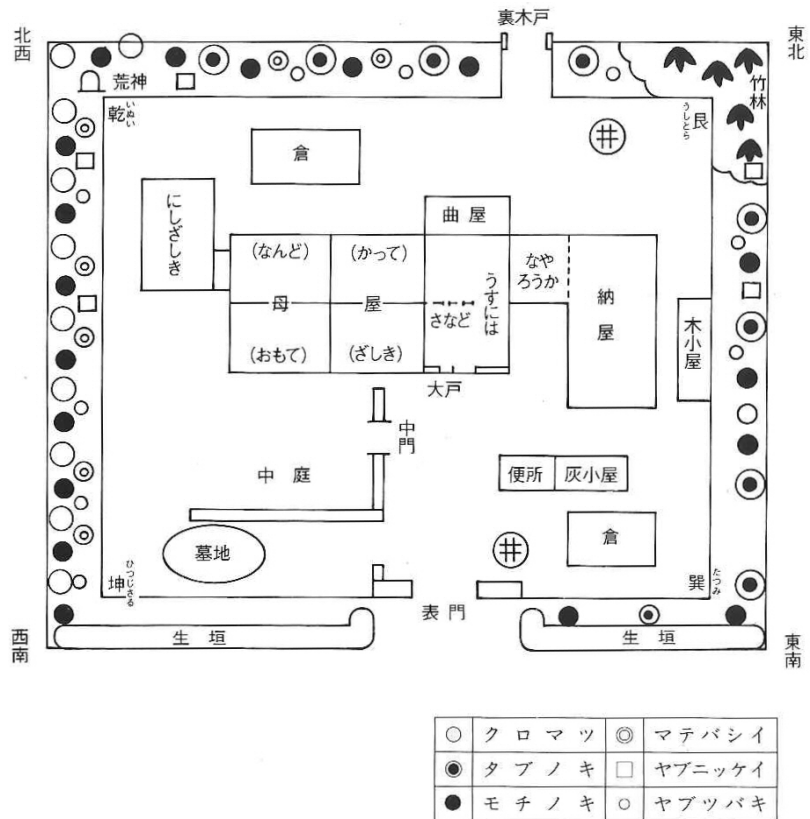 裏木戸
北西
東北
荒神
竹林
乾
いぬい
艮
うしとら
倉
にしざしき
曲屋
(なんど)
(かって)
なや
ろうか
うすには
納屋
母屋
さなど
木小屋
(おもて)
(ざしき)
大戸
中門
中庭
便所
灰小屋
墓地
倉
坤
ひつじさる
巽
たつみ
表門
生垣
生垣
西南
東南
クロマツ
マテバシイ
タブノキ
ヤブニッケイ
モチノキ
ヤブツバキ